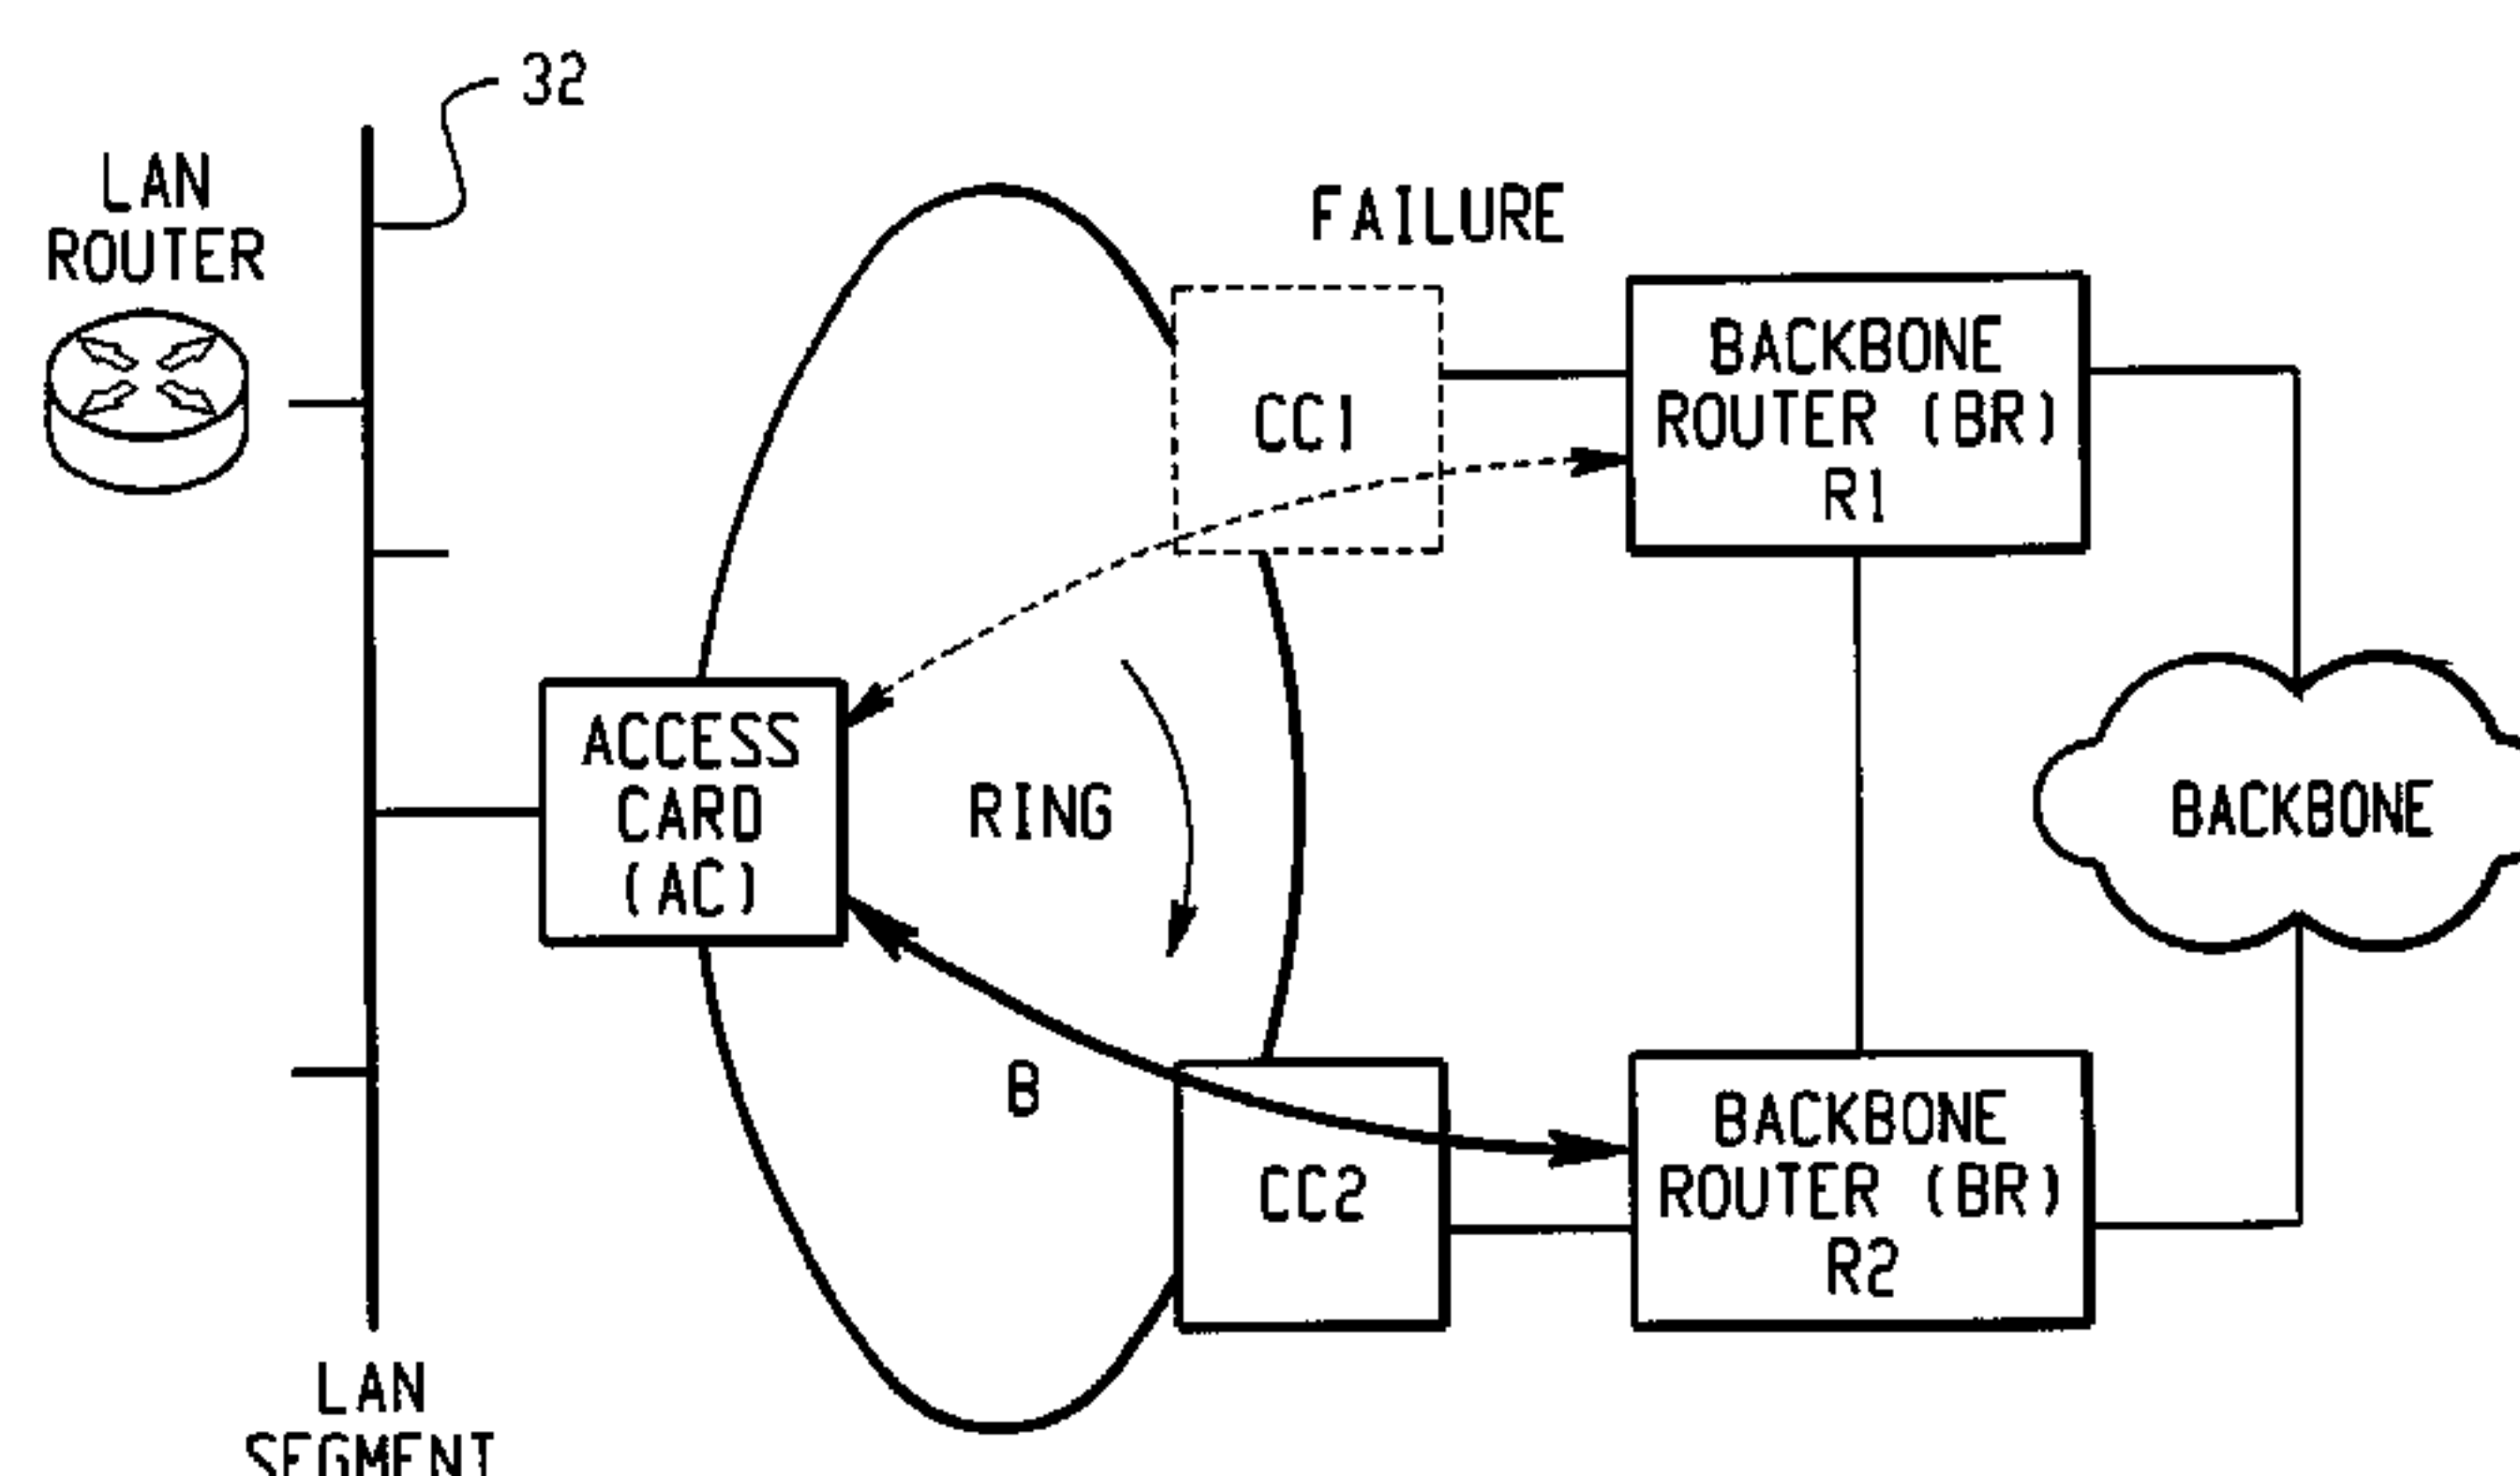 32
LAN
ROUTER
FAILURE
CC1
BACKBONE
ROUTER (BR)
R1
ACCESS
CARD
(AC)
RING
BACKBONE
B
CC2
BACKBONE
ROUTER (BR)
R2
LAN
SEGMENT